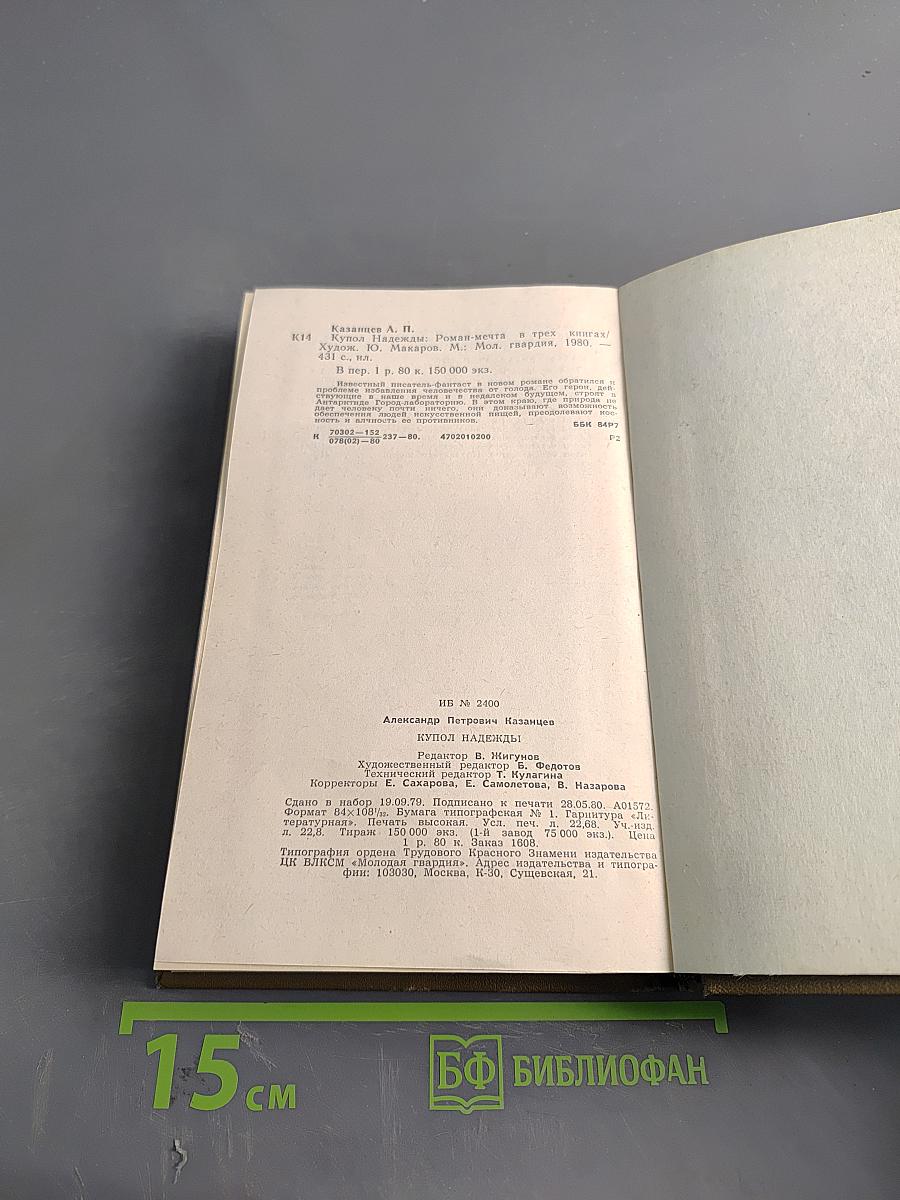 Казанцев А. П.
К14 Купол Надежды: Роман-мечта в трех книгах/
Худож. Ю. Макаров. М.: Мол. гвардия, 1980. —
431 с., ил.
В пер. 1 р. 80 к. 150 000 экз.
Известный писатель-фантаст в новом романе обратился к
проблеме избавления человечества от голода. Его герои, дей-
ствующие в наше время и в недалеком будущем, строят в
Антарктиде Город-лабораторию. В этом краю, где природа не
дает человеку почти ничего, они доказывают возможность
обеспечения людей искусственной пищей, преодолевают кос-
ность и алчность ее противников.
ББК 84Р7
К 70302—152
078(02)—80 237—80. 4702010200 Р2
ИБ № 2400
Александр Петрович Казанцев
КУПОЛ НАДЕЖДЫ
Редактор В. Жигунов
Художественный редактор Б. Федотов
Технический редактор Т. Кулагина
Корректоры Е. Сахарова, Е. Самолетова, В. Назарова
Сдано в набор 19.09.79. Подписано к печати 28.05.80. А01572.
Формат 84×108¹/₃₂. Бумага типографская № 1. Гарнитура «Ли-
тературная». Печать высокая. Усл. печ. л. 22,68. Уч.-изд.
л. 22,8. Тираж 150 000 экз. (1-й завод 75 000 экз.). Цена
1 р. 80 к. Заказ 1608.
Типография ордена Трудового Красного Знамени издательства
ЦК ВЛКСМ «Молодая гвардия». Адрес издательства и типогра-
фии: 103030, Москва, К-30, Сущевская, 21.
15 см
БФ БИБЛИОФАН